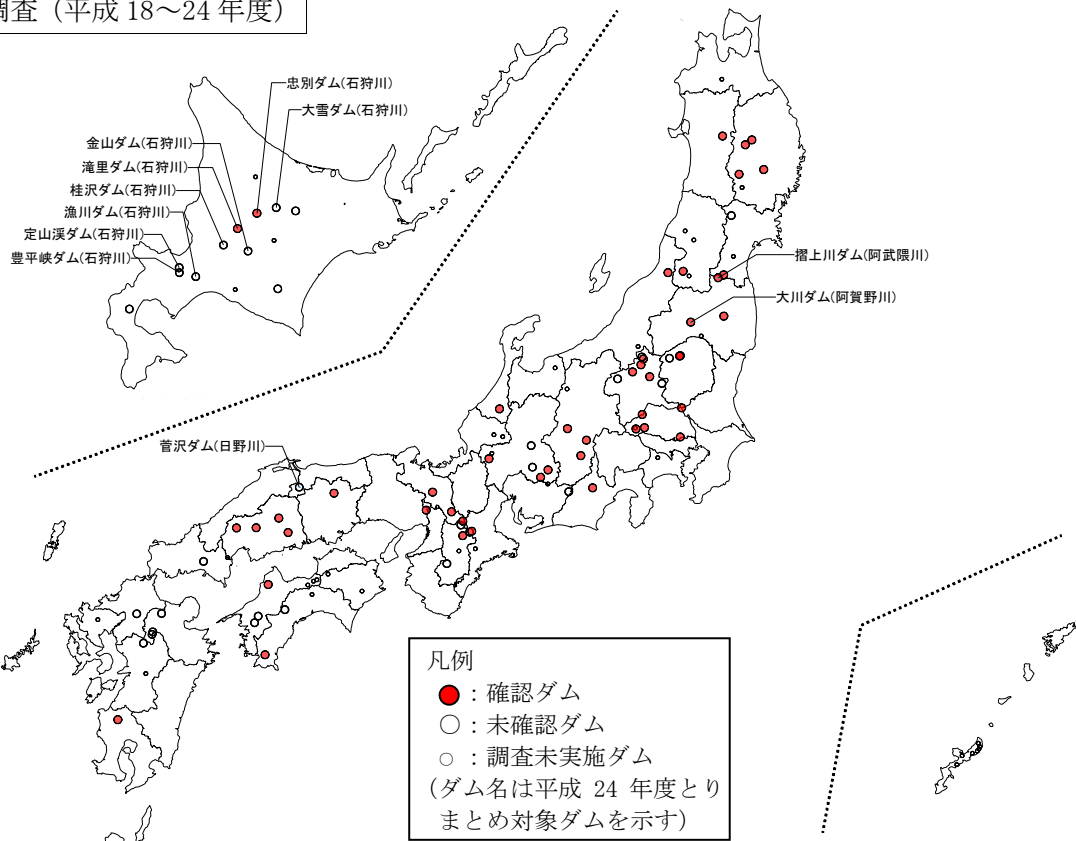 調査（平成 18～24 年度）
忠別ダム(石狩川)
大雪ダム(石狩川)
金山ダム(石狩川)
滝里ダム(石狩川)
桂沢ダム(石狩川)
漁川ダム(石狩川)
定山渓ダム(石狩川)
豊平峡ダム(石狩川)
摺上川ダム(阿武隈川)
大川ダム(阿賀野川)
菅沢ダム(日野川)
凡例
：確認ダム
：未確認ダム
：調査未実施ダム
(ダム名は平成 24 年度とり
まとめ対象ダムを示す)